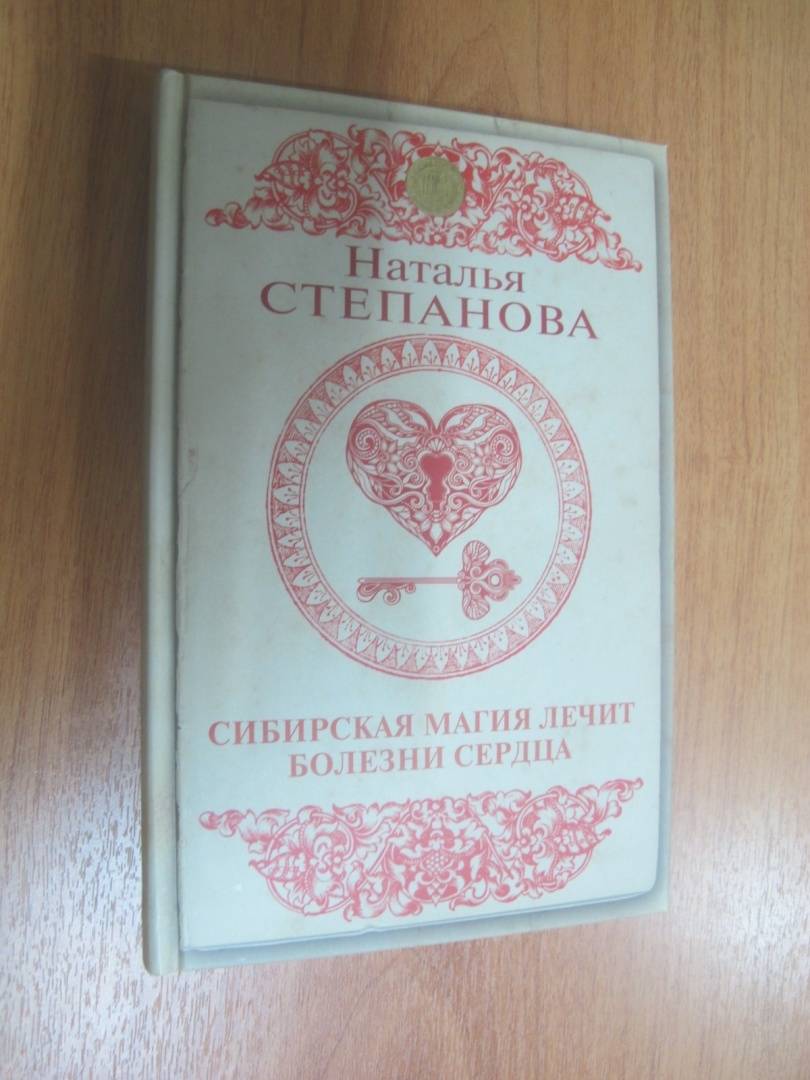 Наталья
СТЕПАНОВА
СИБИРСКАЯ МАГИЯ ЛЕЧИТ
БОЛЕЗНИ СЕРДЦА